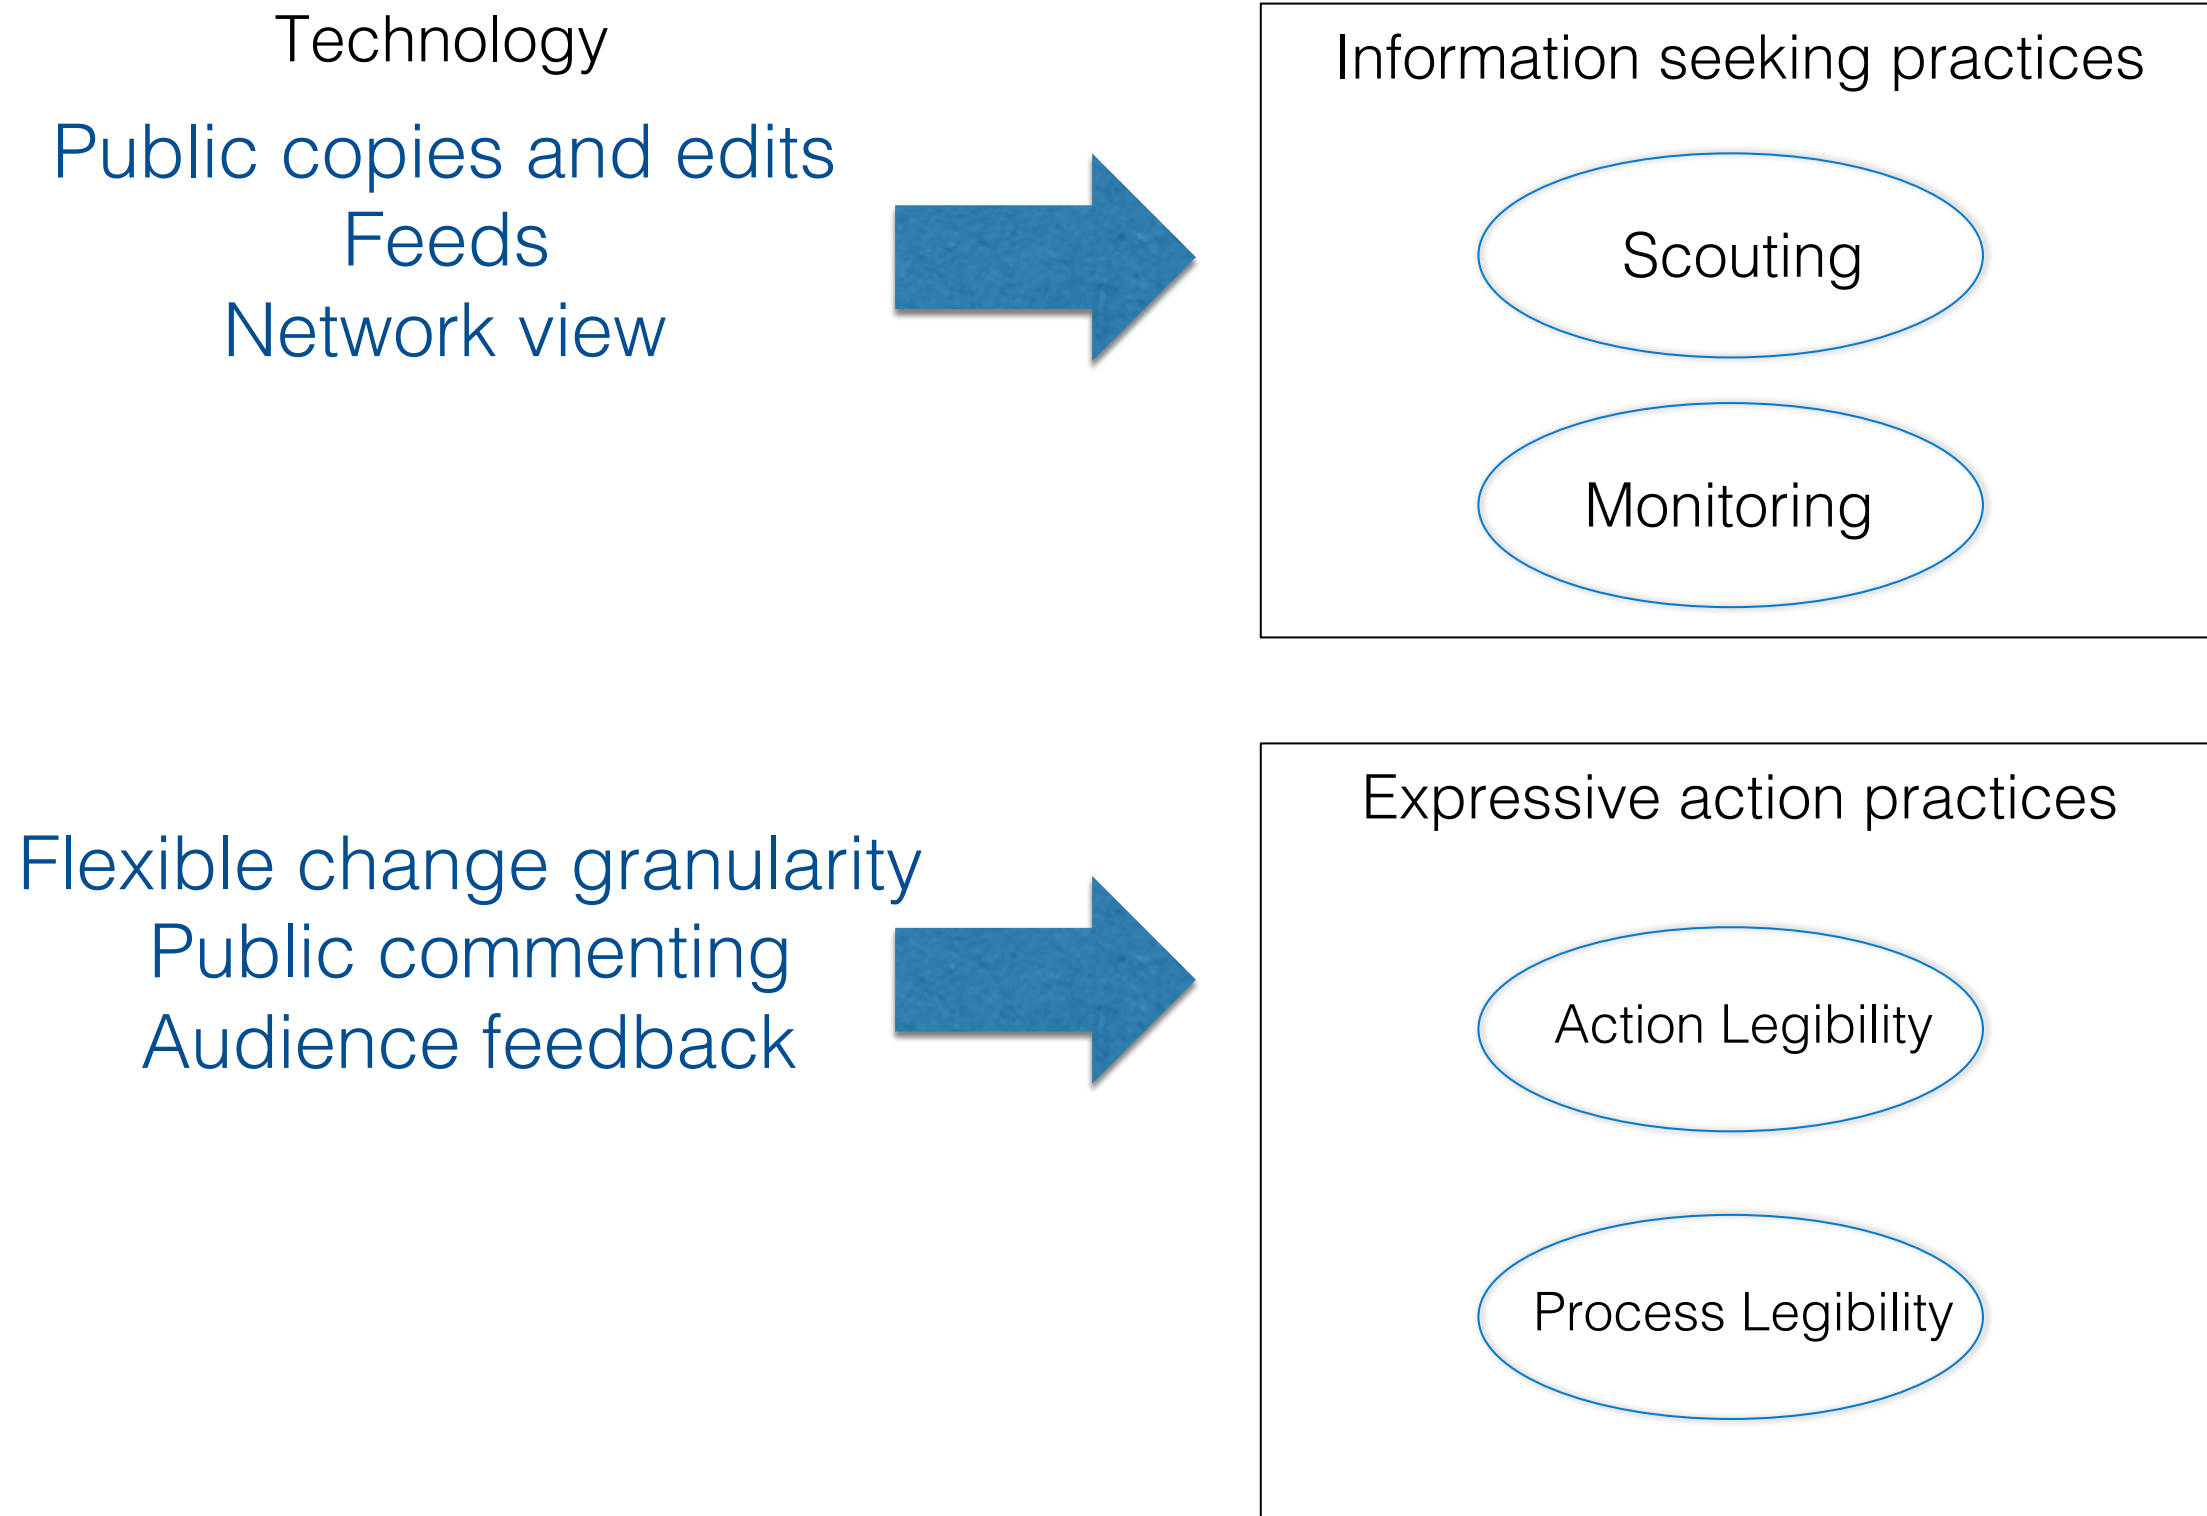 Technology
Public copies and edits
Feeds
Network view
Information seeking practices
Scouting
Monitoring
Flexible change granularity
Public commenting
Audience feedback
Expressive action practices
Action Legibility
Process Legibility